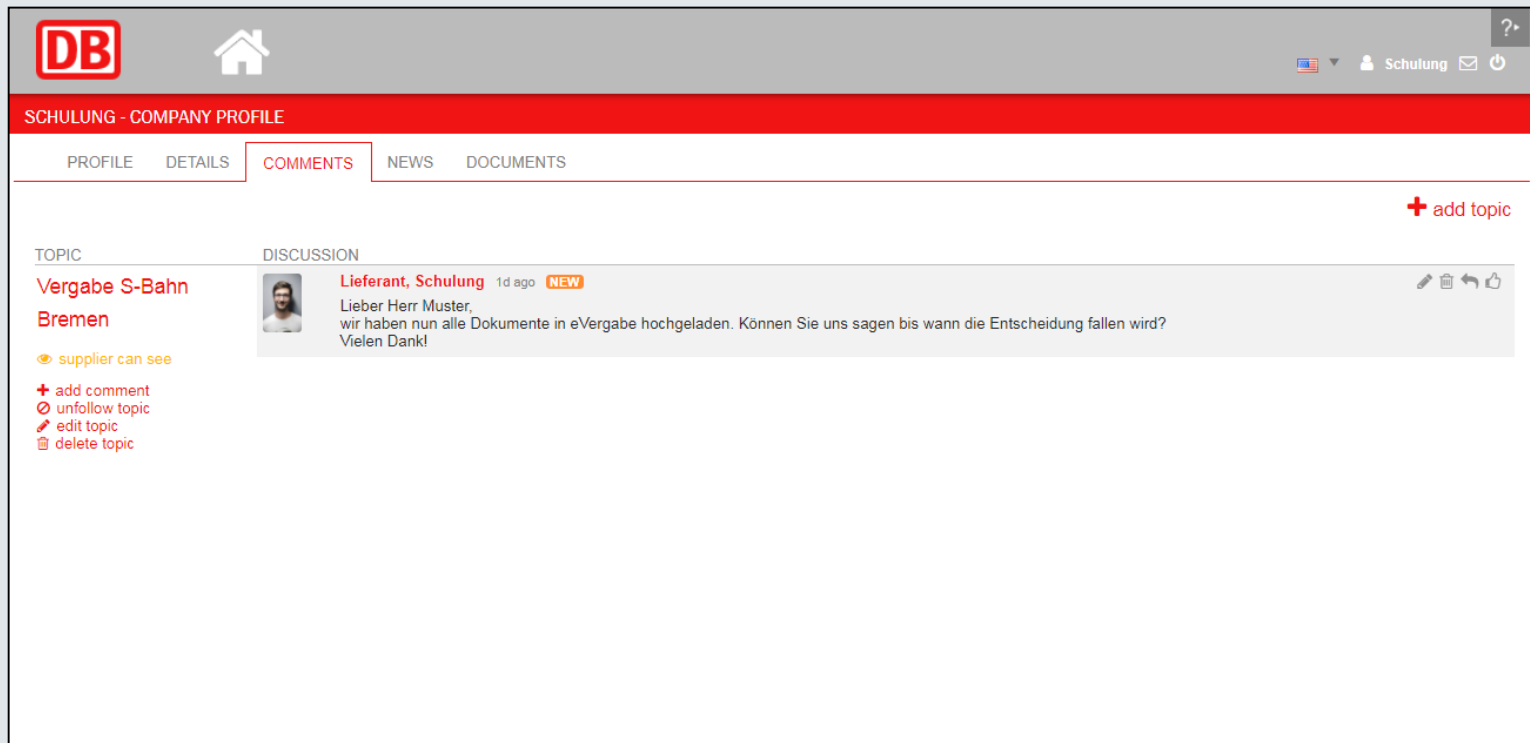 DB
?
Schulung
SCHULUNG - COMPANY PROFILE
PROFILE DETAILS COMMENTS NEWS DOCUMENTS
add topic
TOPIC DISCUSSION
Vergabe S-Bahn
Bremen
supplier can see
add comment
unfollow topic
edit topic
delete topic
Lieferant, Schulung 1d ago NEW
Lieber Herr Muster,
wir haben nun alle Dokumente in eVergabe hochgeladen. Können Sie uns sagen bis wann die Entscheidung fallen wird?
Vielen Dank!